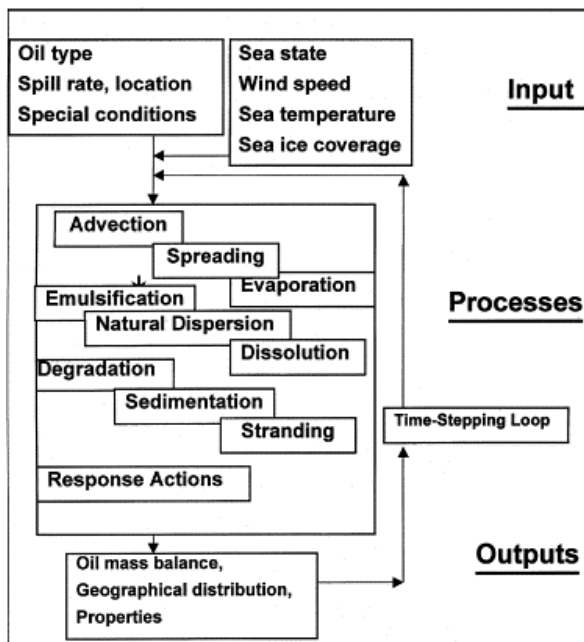 Oil type
Spill rate, location
Special conditions
Sea state
Wind speed
Sea temperature
Sea ice coverage
Input
Advection
Spreading
Evaporation
Emulsification
Natural Dispersion
Dissolution
Degradation
Sedimentation
Stranding
Response Actions
Processes
Time-Stepping Loop
Oil mass balance,
Geographical distribution,
Properties
Outputs